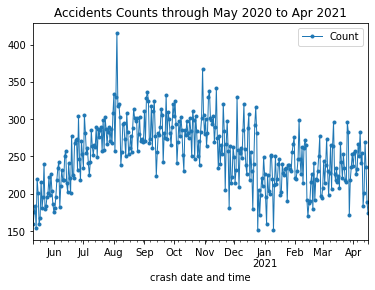 Accidents Counts through May 2020 to Apr 2021
Count
400
350
300
250
200
150
Jun Jul Aug Sep Oct Nov Dec Jan Feb Mar Apr
2021
crash date and time